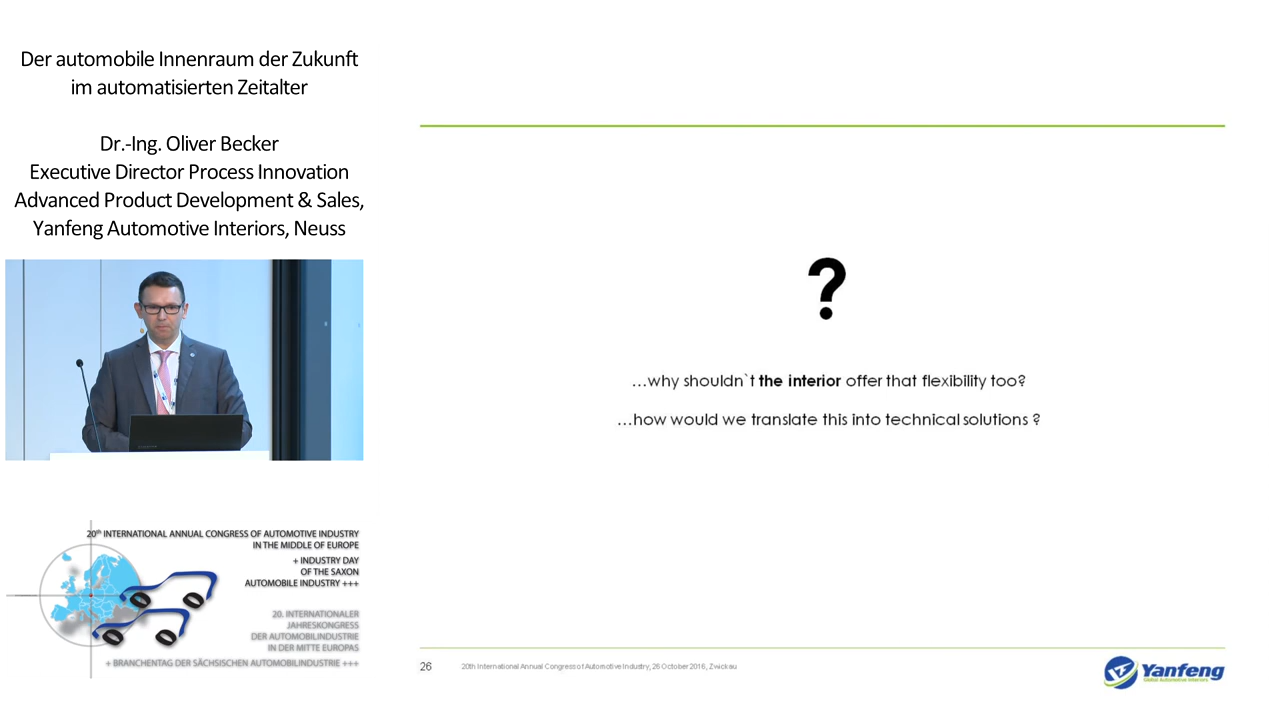 Der automobile Innenraum der Zukunft
im automatisierten Zeitalter
Dr.-Ing. Oliver Becker
Executive Director Process Innovation
Advanced Product Development & Sales,
Yanfeng Automotive Interiors, Neuss
20th INTERNATIONAL ANNUAL CONGRESS OF AUTOMOTIVE INDUSTRY
IN THE MIDDLE OF EUROPE
+ INDUSTRY DAY
OF THE SAXON
AUTOMOBILE INDUSTRY +++
20. INTERNATIONALER
JAHRESKONGRESS
DER AUTOMOBILINDUSTRIE
IN DER MITTE EUROPAS
+ BRANCHENTAG DER SÄCHSISCHEN AUTOMOBILINDUSTRIE +++
?
...why shouldn`t the interior offer that flexibility too?
...how would we translate this into technical solutions ?
26
20th International Annual Congress of Automotive Industry, 26 October 2016, Zwickau
Yanfeng
Global Automotive Interiors